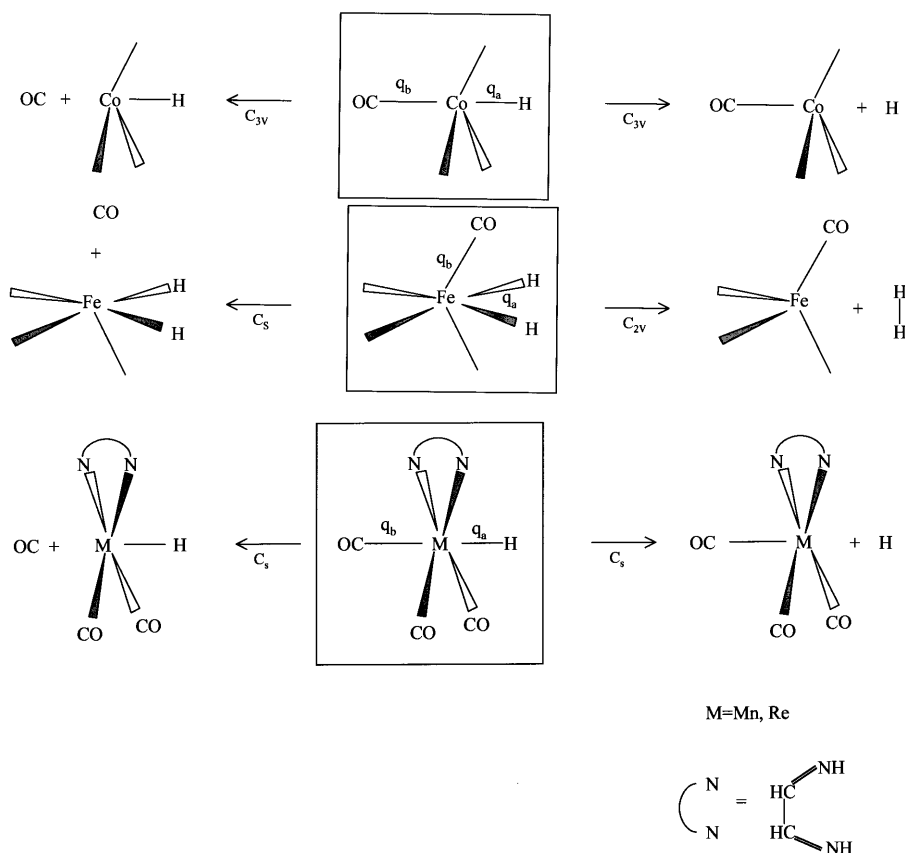 OC + Co H
C3V
OC qb Co qa H
C3V
OC Co + H
CO
+
Fe H H
CS
CO
qb
Fe H
qa
H
C2V
CO
Fe + H
H
N N
OC + M H
CO CO
Cs
N N
OC qb M qa H
CO CO
Cs
N N
OC M + H
CO CO
M=Mn, Re
N = HC NH
N HC NH